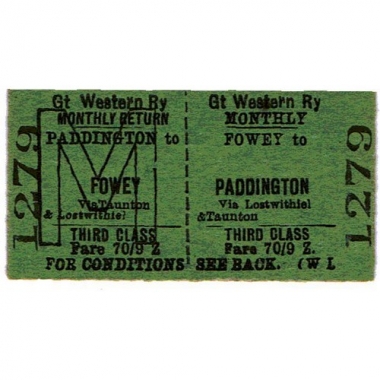 1279
Gt Western Ry
MONTHLY RETURN
PADDINGTON to
FOWEY
Via Taunton
& Lostwithiel
THIRD CLASS
Fare 70/9 Z.
M
Gt Western Ry
MONTHLY
FOWEY to
PADDINGTON
Via Lostwithiel
&Taunton
THIRD CLASS
Fare 70/9 Z.
FOR CONDITIONS SEE BACK. (W L
1279